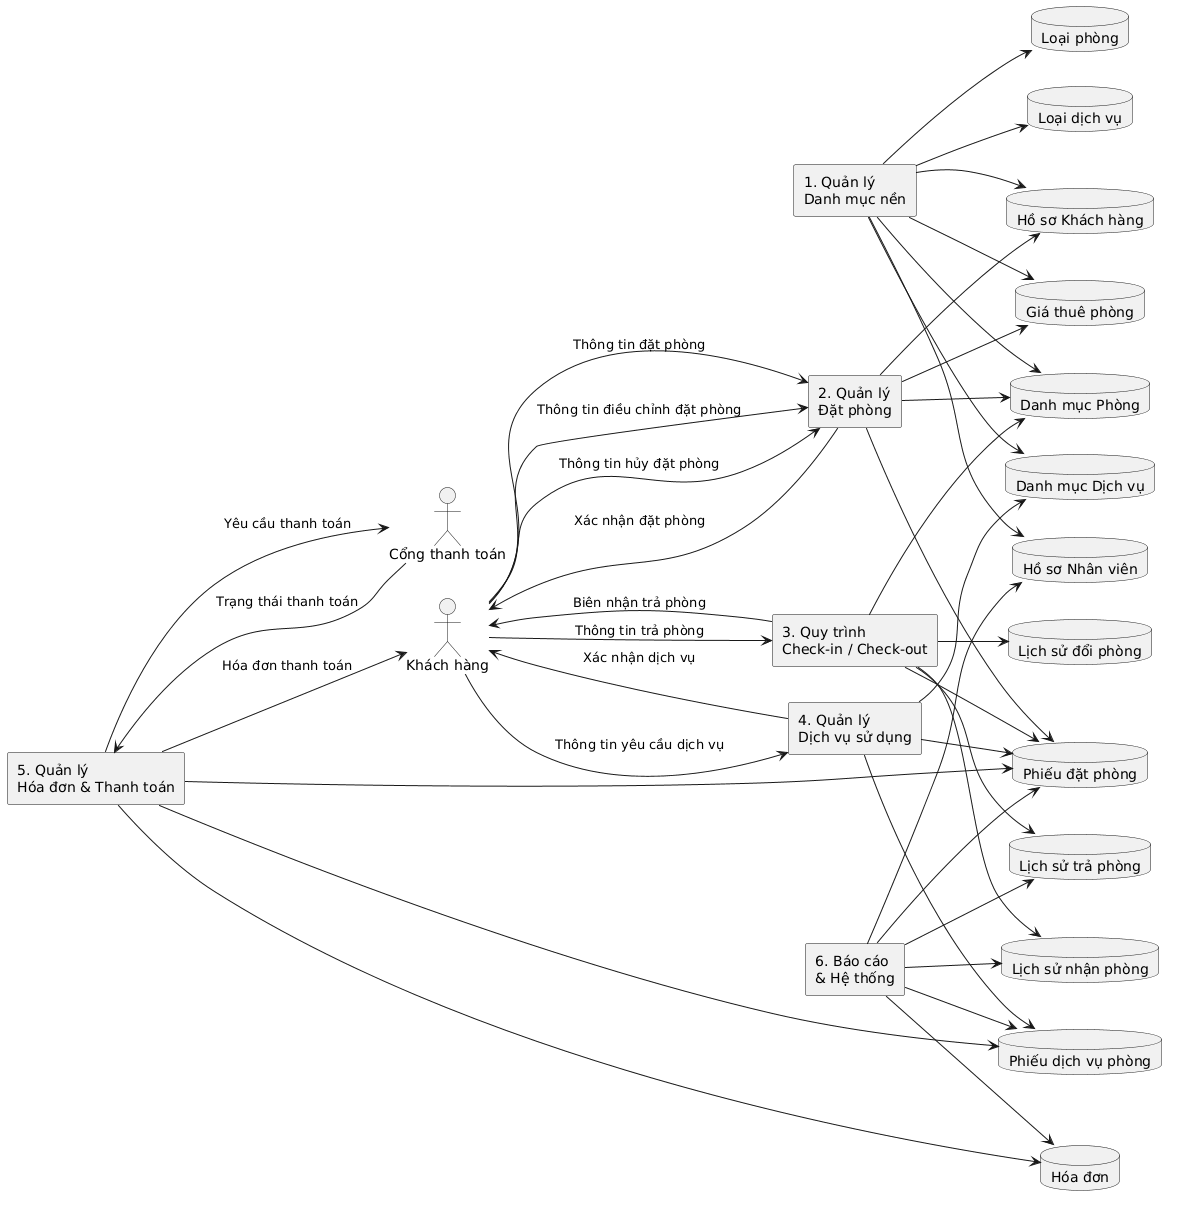 Loại phòng
Loại dịch vụ
1. Quản lý
Danh mục nền
Hồ sơ Khách hàng
Giá thuê phòng
Thông tin đặt phòng
2. Quản lý
Đặt phòng
Danh mục Phòng
Thông tin điều chỉnh đặt phòng
Thông tin hủy đặt phòng
Danh mục Dịch vụ
Yêu cầu thanh toán
Xác nhận đặt phòng
Cổng thanh toán
Hồ sơ Nhân viên
Trạng thái thanh toán
Biên nhận trả phòng
Thông tin trả phòng
3. Quy trình
Check-in / Check-out
Lịch sử đổi phòng
Hóa đơn thanh toán
Khách hàng
Xác nhận dịch vụ
4. Quản lý
Dịch vụ sử dụng
Thông tin yêu cầu dịch vụ
5. Quản lý
Hóa đơn & Thanh toán
Phiếu đặt phòng
Lịch sử trả phòng
6. Báo cáo
& Hệ thống
Lịch sử nhận phòng
Phiếu dịch vụ phòng
Hóa đơn